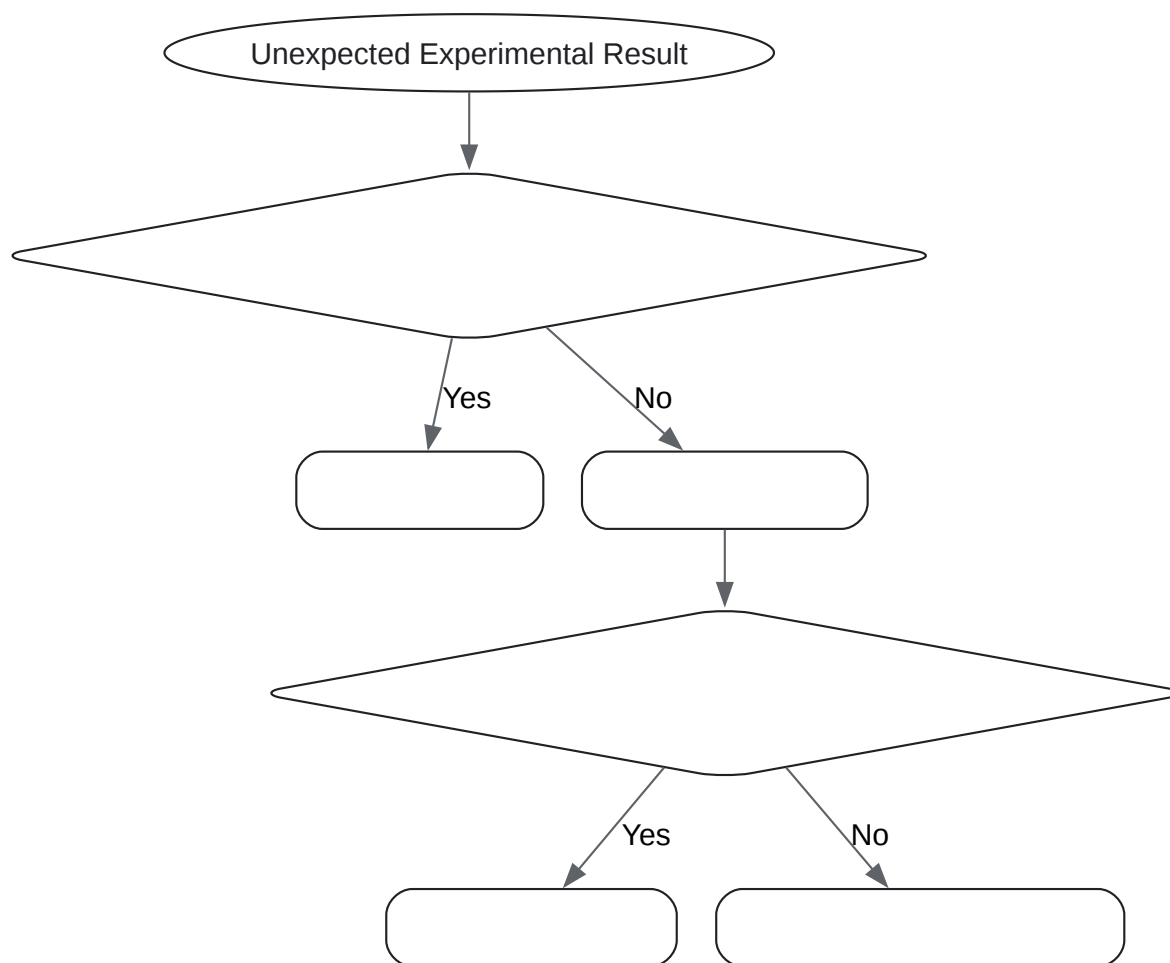 Unexpected Experimental Result
Yes
No
Yes
No